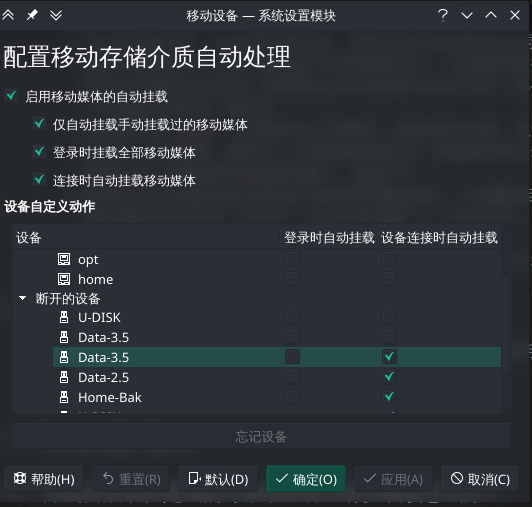 移动设备 — 系统设置模块
配置移动存储介质自动处理
启用移动媒体的自动挂载
仅自动挂载手动挂载过的移动媒体
登录时挂载全部移动媒体
连接时自动挂载移动媒体
设备自定义动作
设备 登录时自动挂载 设备连接时自动挂载
opt
home
断开的设备
U-DISK
Data-3.5
Data-3.5
Data-2.5
Home-Bak
忘记设备
帮助(H) 重置(R) 默认(D) 确定(O) 应用(A) 取消(C)